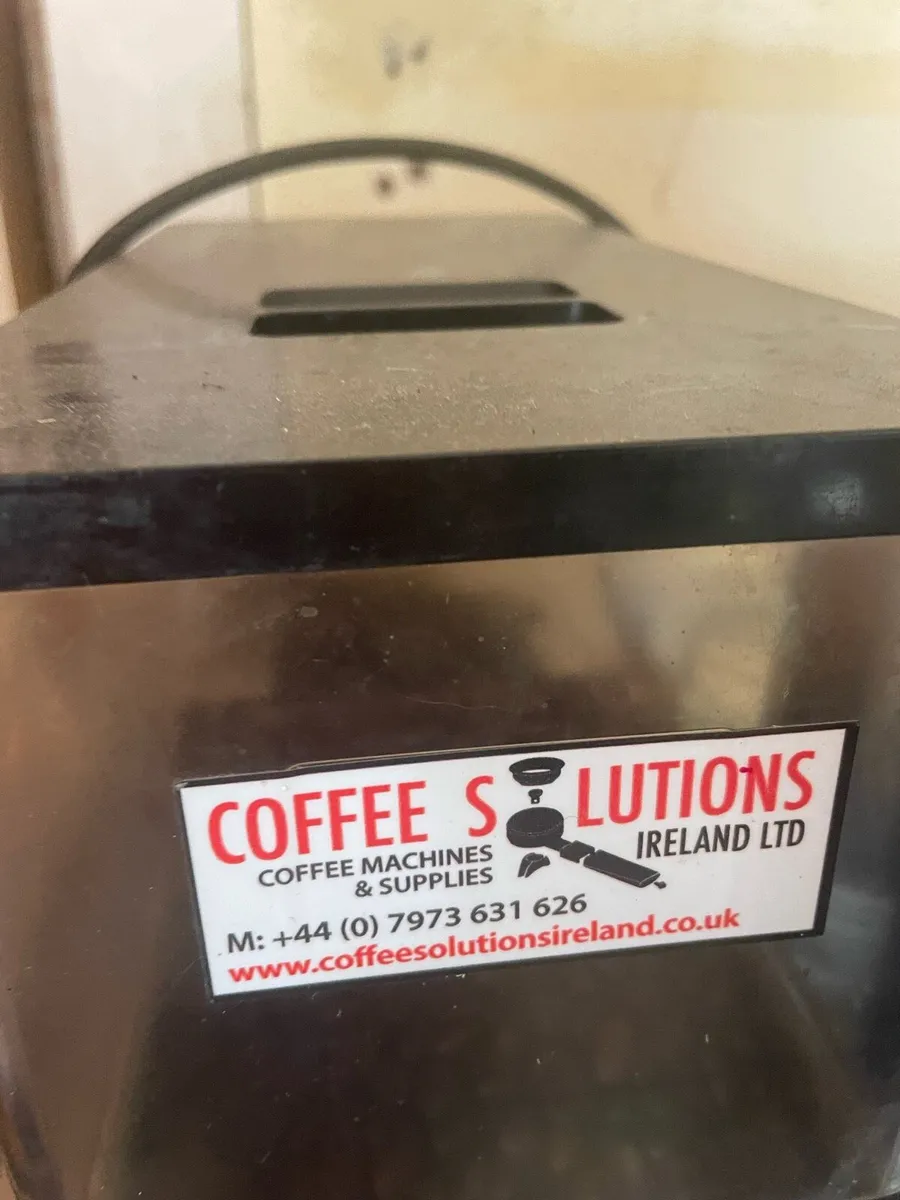 COFFEE SOLUTIONS
IRELAND LTD
COFFEE MACHINES
& SUPPLIES
M: +44 (0) 7973 631 626
www.coffeesolutionsireland.co.uk